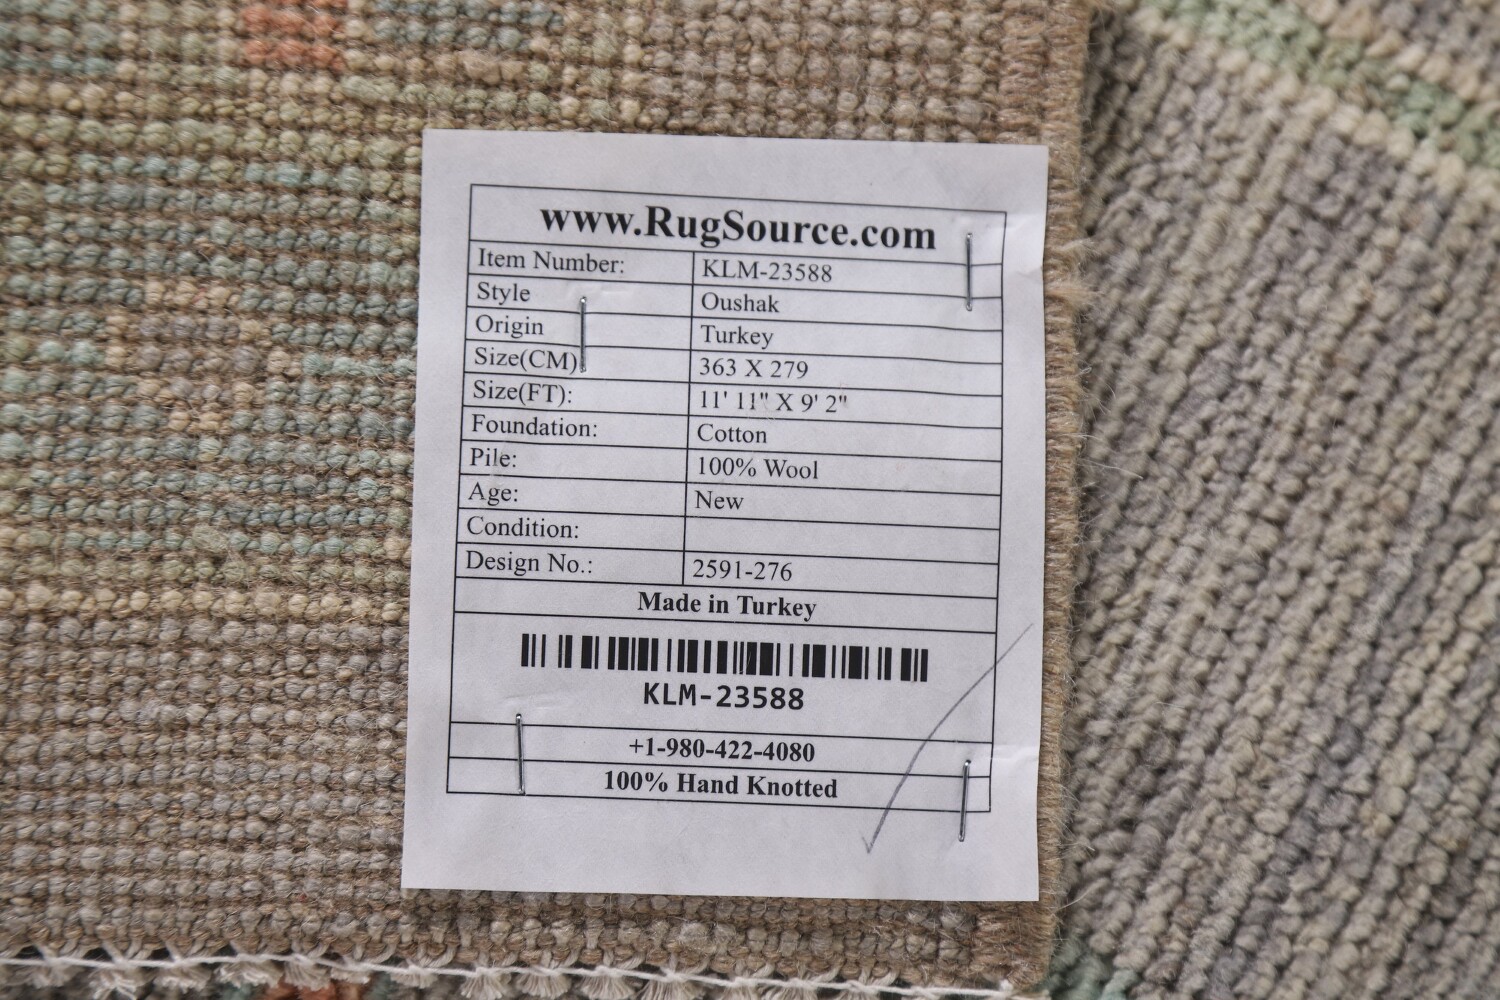 www.RugSource.com
Item Number: KLM-23588
Style Oushak
Origin Turkey
Size(CM) 363 X 279
Size(FT): 11' 11" X 9' 2"
Foundation: Cotton
Pile: 100% Wool
Age: New
Condition:
Design No.: 2591-276
Made in Turkey
KLM-23588
+1-980-422-4080
100% Hand Knotted